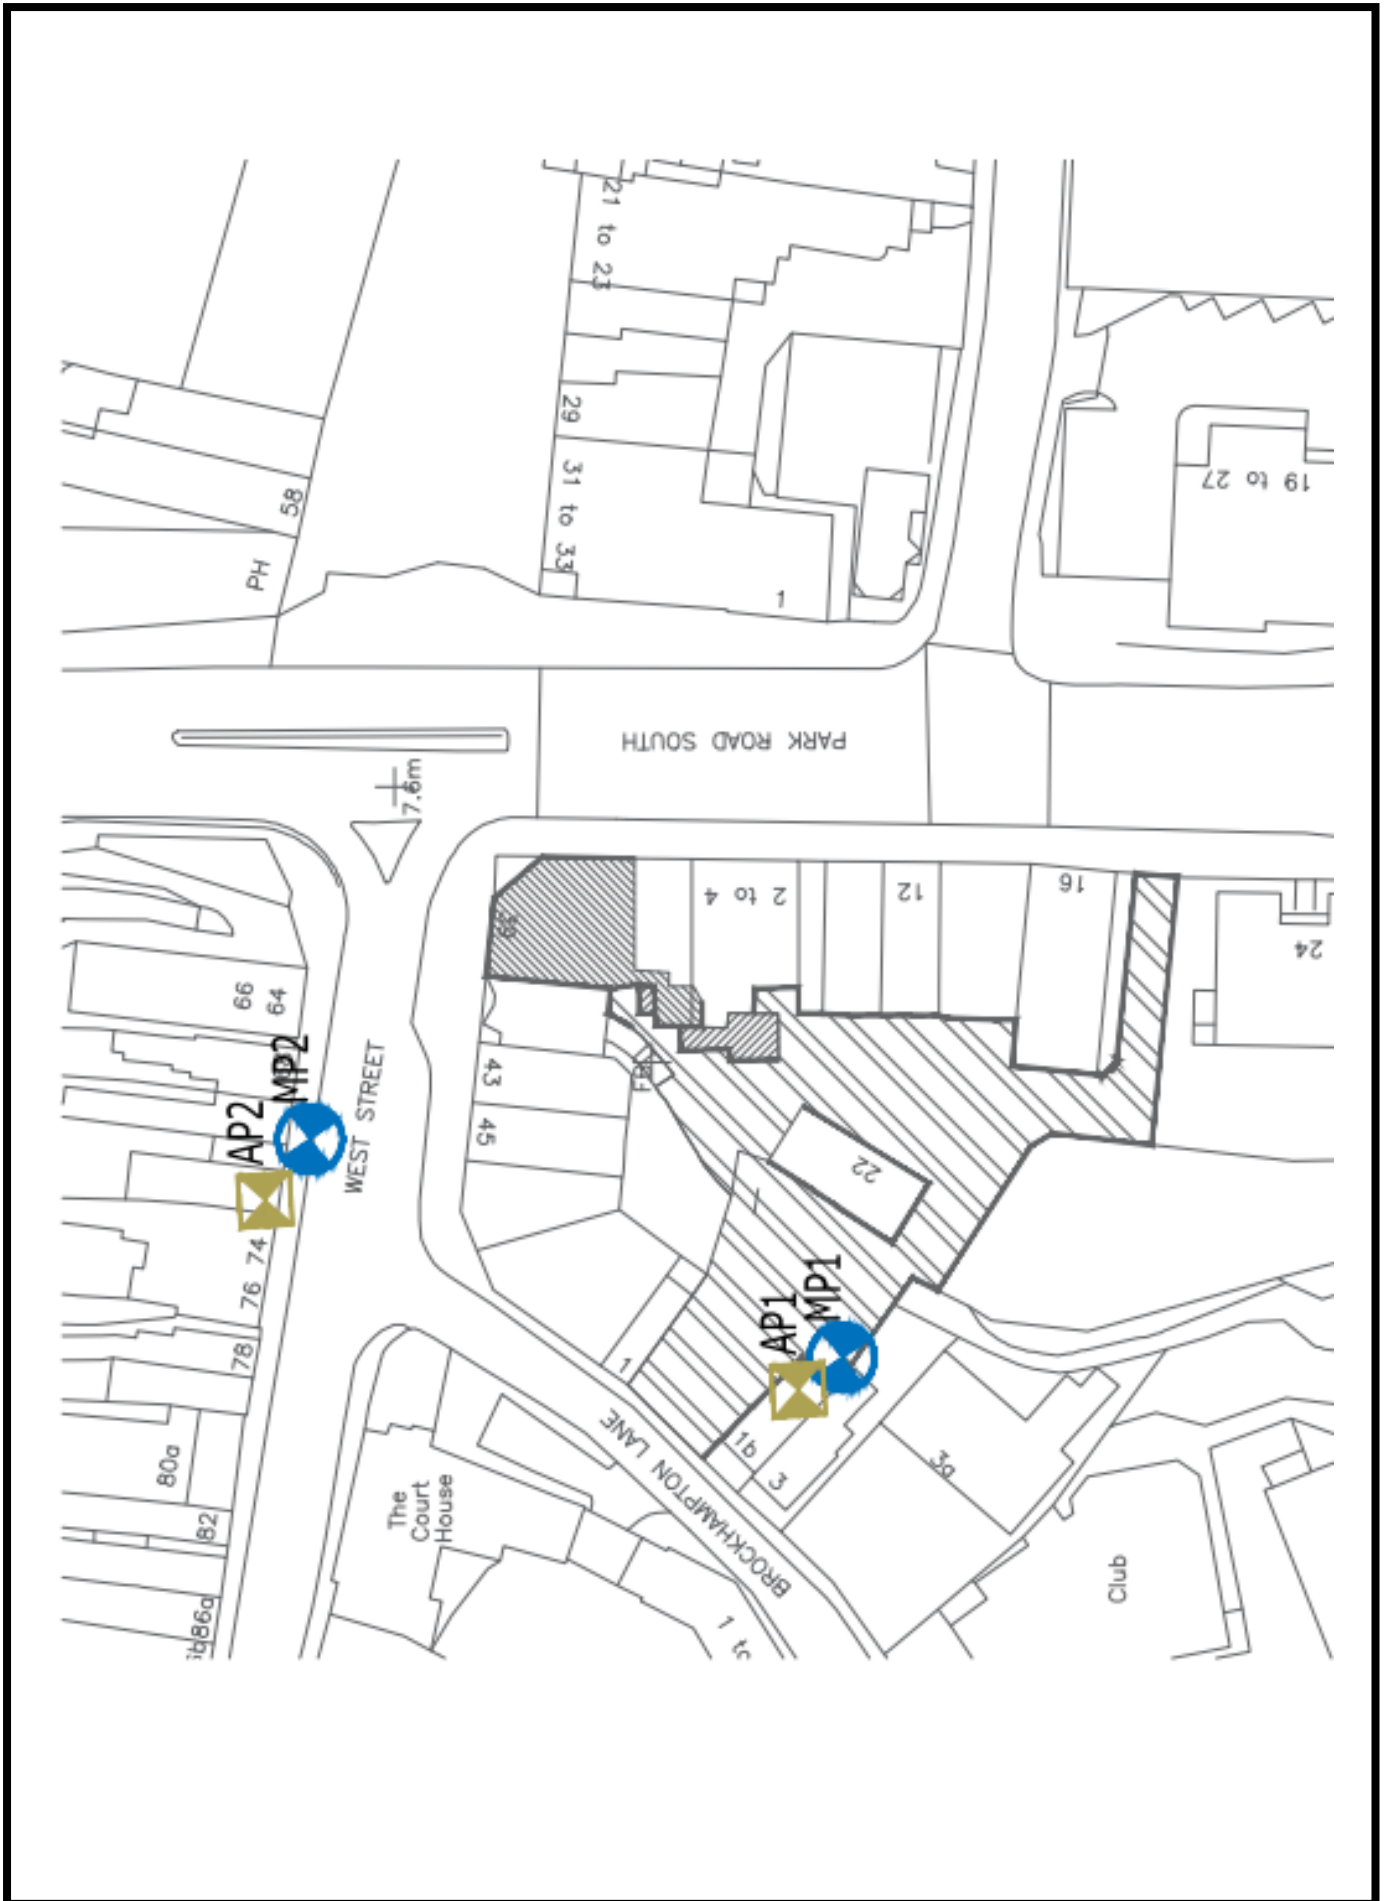 21 to 23
29
31 to 33
58
PH
1
19 to 27
PARK ROAD SOUTH
7.6m
39
2 to 4
12
16
24
66
64
MP2
AP2
WEST STREET
43
45
22
74
76
78
80a
82
86a
MP1
AP1
1
1b
3
3a
BROCKHAMPTON LANE
The
Court
House
Club